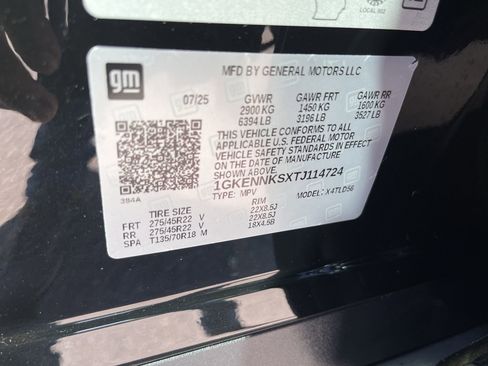 LOCAL 602
gm
MFD BY GENERAL MOTORS LLC
07/25 GVWR GAWR FRT GAWR RR
2900 KG 1450 KG 1600 KG
6394 LB 3196 LB 3527 LB
THIS VEHICLE CONFORMS TO ALL
APPLICABLE U.S. FEDERAL MOTOR
VEHICLE SAFETY STANDARDS IN EFFECT
ON THE DATE OF MANUFACTURE
SHOWN ABOVE.
1GKENNKSXTJ114724
TYPE: MPV MODEL: X4TLD56
384A
TIRE SIZE RIM
FRT 275/45R22 V 22X8.5J
RR 275/45R22 V 22X8.5J
SPA T135/70R18 M 18X4.5B